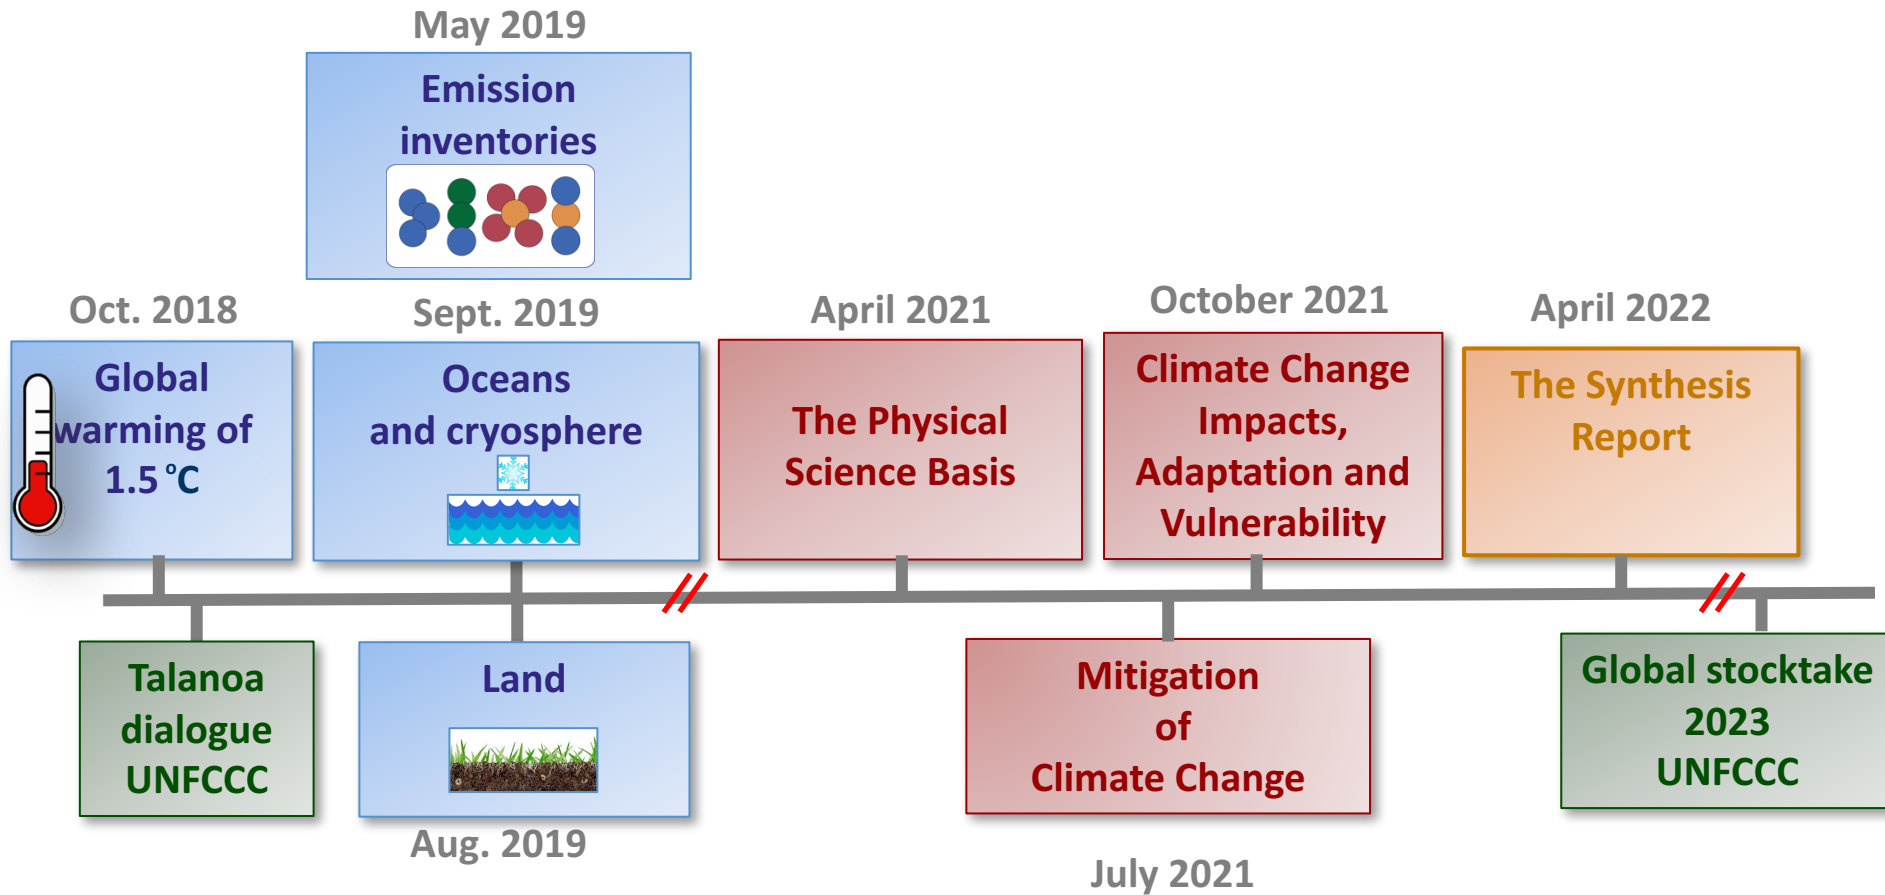 May 2019
Emission
inventories
Oct. 2018
Global
warming of
1.5 °C
Sept. 2019
Oceans
and cryosphere
April 2021
The Physical
Science Basis
October 2021
Climate Change
Impacts,
Adaptation and
Vulnerability
April 2022
The Synthesis
Report
Talanoa
dialogue
UNFCCC
Land
Aug. 2019
Mitigation
of
Climate Change
July 2021
Global stocktake
2023
UNFCCC